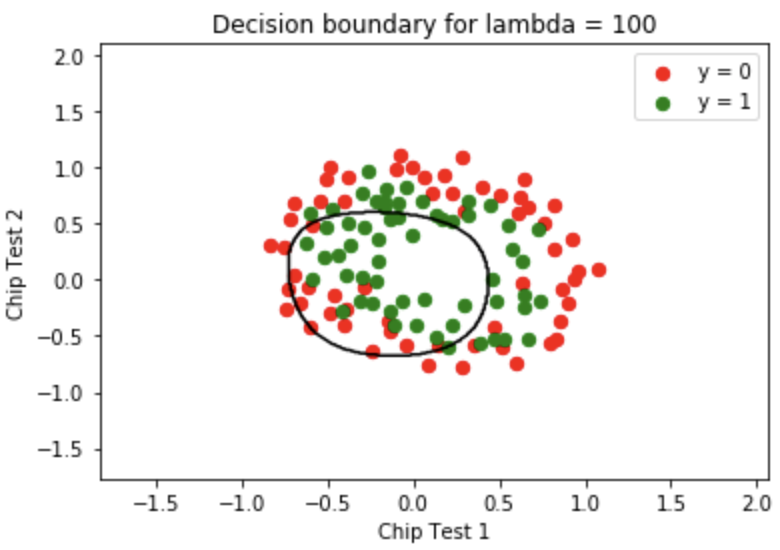 Decision boundary for lambda = 100
y = 0
y = 1
2.0
1.5
1.0
0.5
0.0
−0.5
−1.0
−1.5
Chip Test 2
−1.5 −1.0 −0.5 0.0 0.5 1.0 1.5 2.0
Chip Test 1